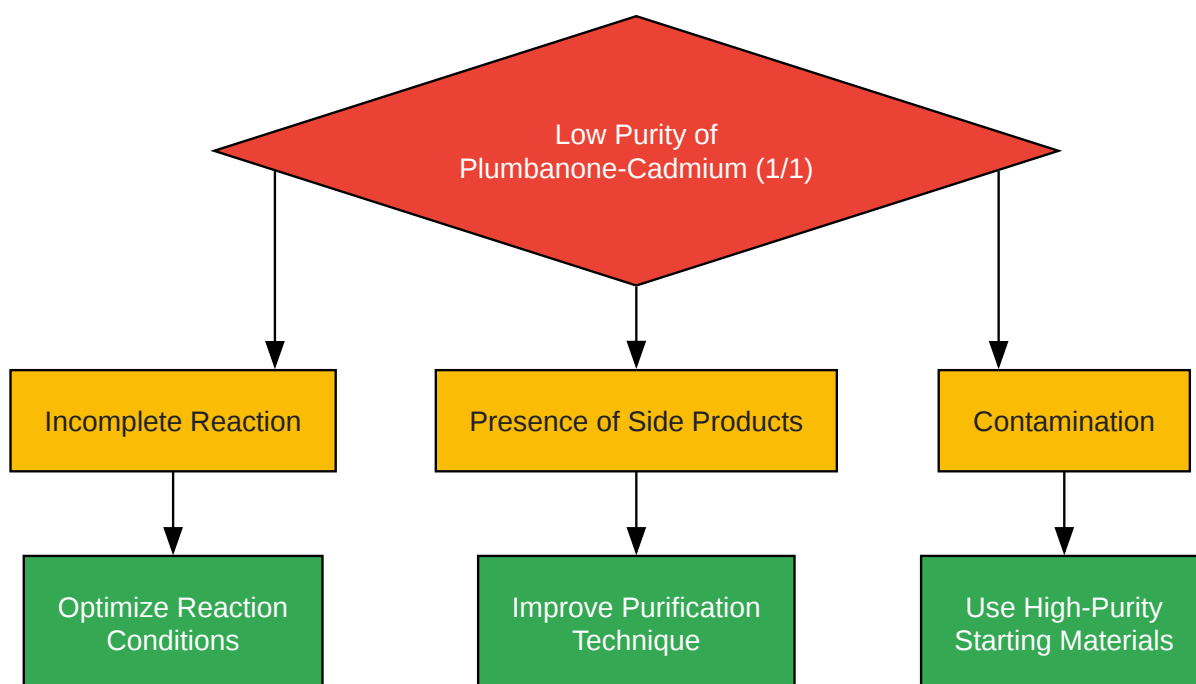 Low Purity of
Plumbanone-Cadmium (1/1)
Incomplete Reaction
Presence of Side Products
Contamination
Optimize Reaction
Conditions
Improve Purification
Technique
Use High-Purity
Starting Materials